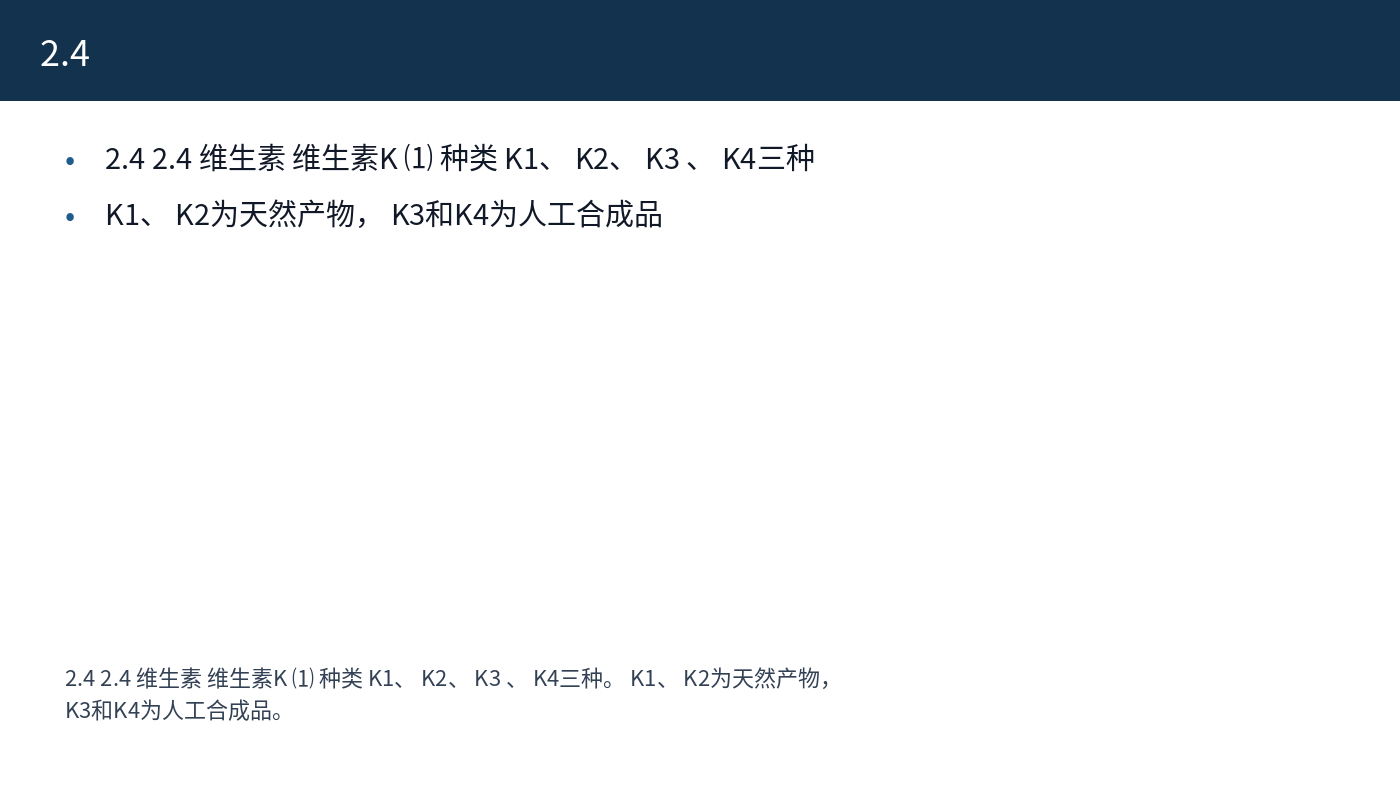 2.4
• 2.4 2.4 维生素 维生素K ⑴ 种类 K1、 K2、 K3 、 K4三种
• K1、 K2为天然产物， K3和K4为人工合成品
2.4 2.4 维生素 维生素K ⑴ 种类 K1、 K2、 K3 、 K4三种。 K1、 K2为天然产物，
K3和K4为人工合成品。